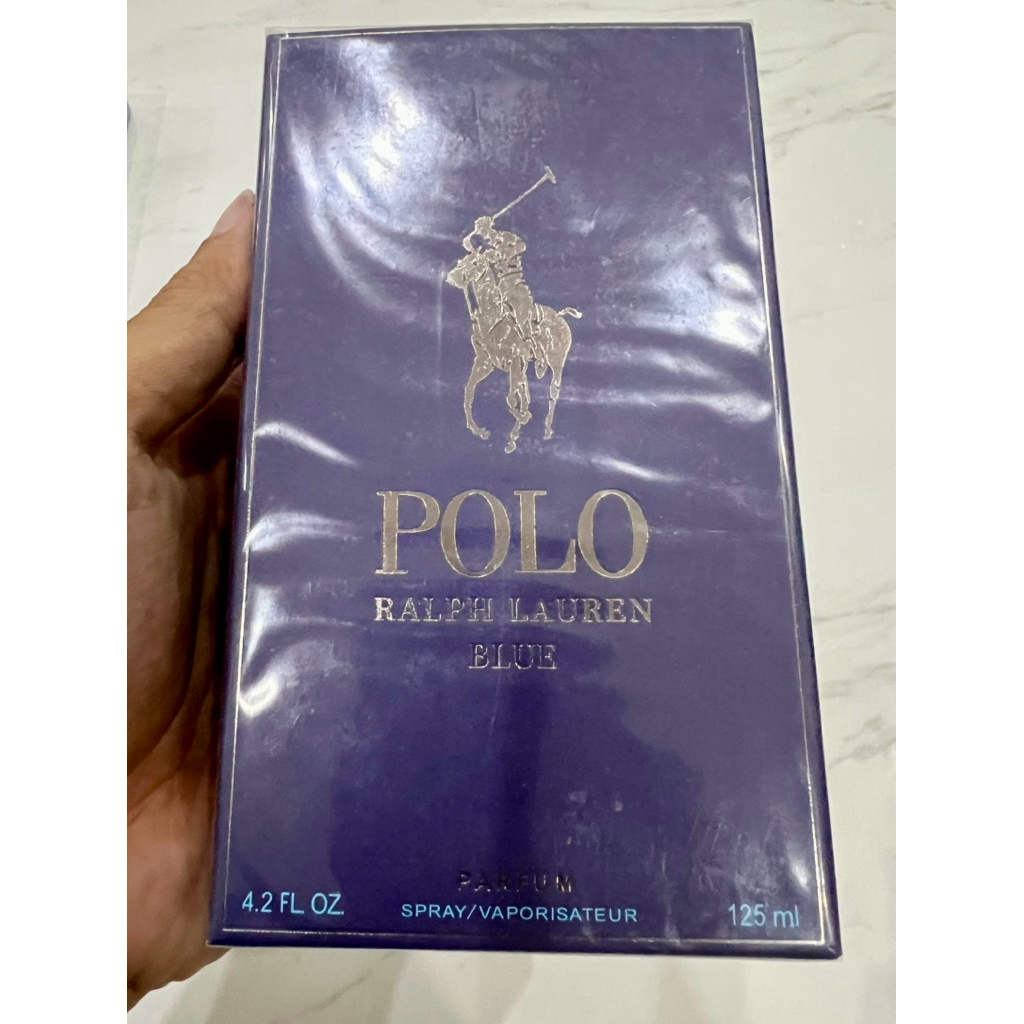 POLO
RALPH LAUREN
BLUE
PARFUM
4.2 FL. OZ. SPRAY/VAPORISATEUR 125 ml